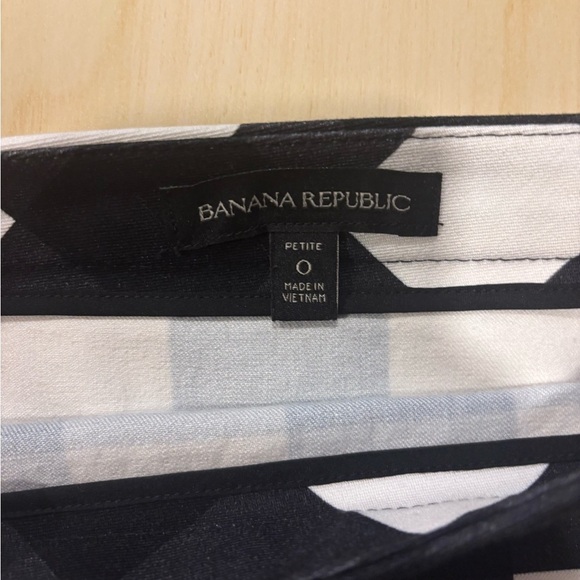 BANANA REPUBLIC
PETITE
0
MADE IN
VIETNAM